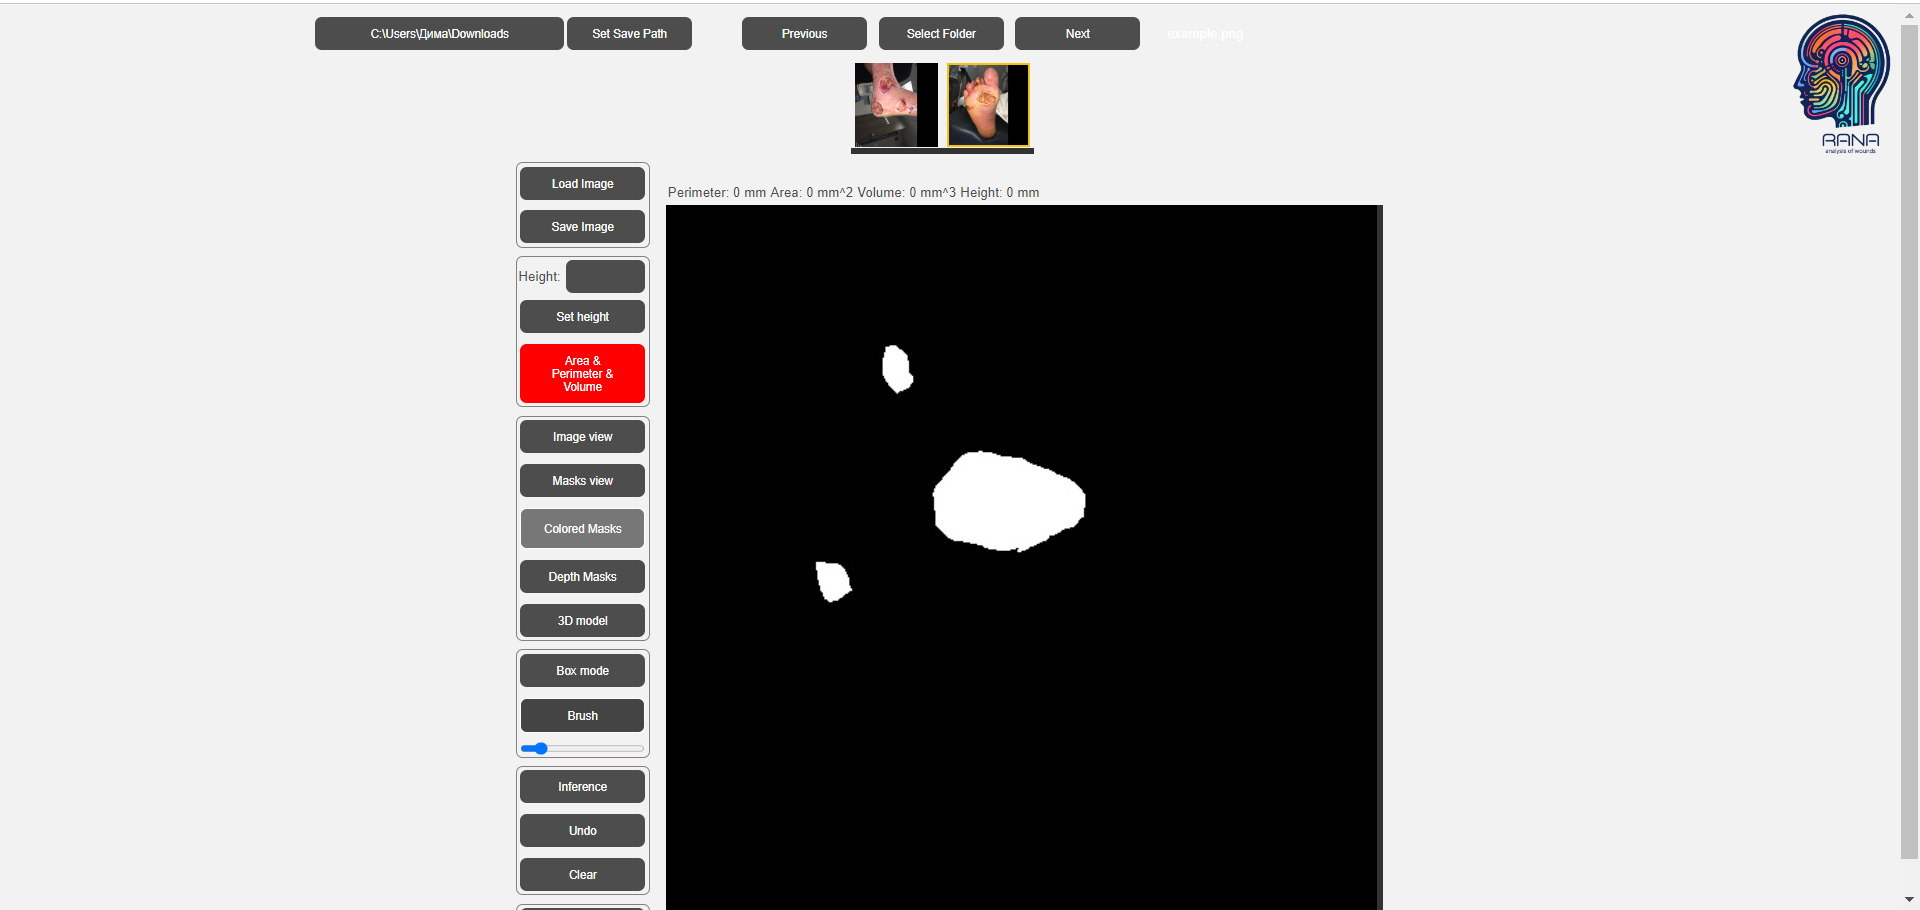 C:\Users\Дима\Downloads
Set Save Path
Previous
Select Folder
Next
example.png
RANA
analysis of wounds
Load Image
Save Image
Perimeter: 0 mm Area: 0 mm^2 Volume: 0 mm^3 Height: 0 mm
Height:
Set height
Area &
Perimeter &
Volume
Image view
Masks view
Colored Masks
Depth Masks
3D model
Box mode
Brush
Inference
Undo
Clear